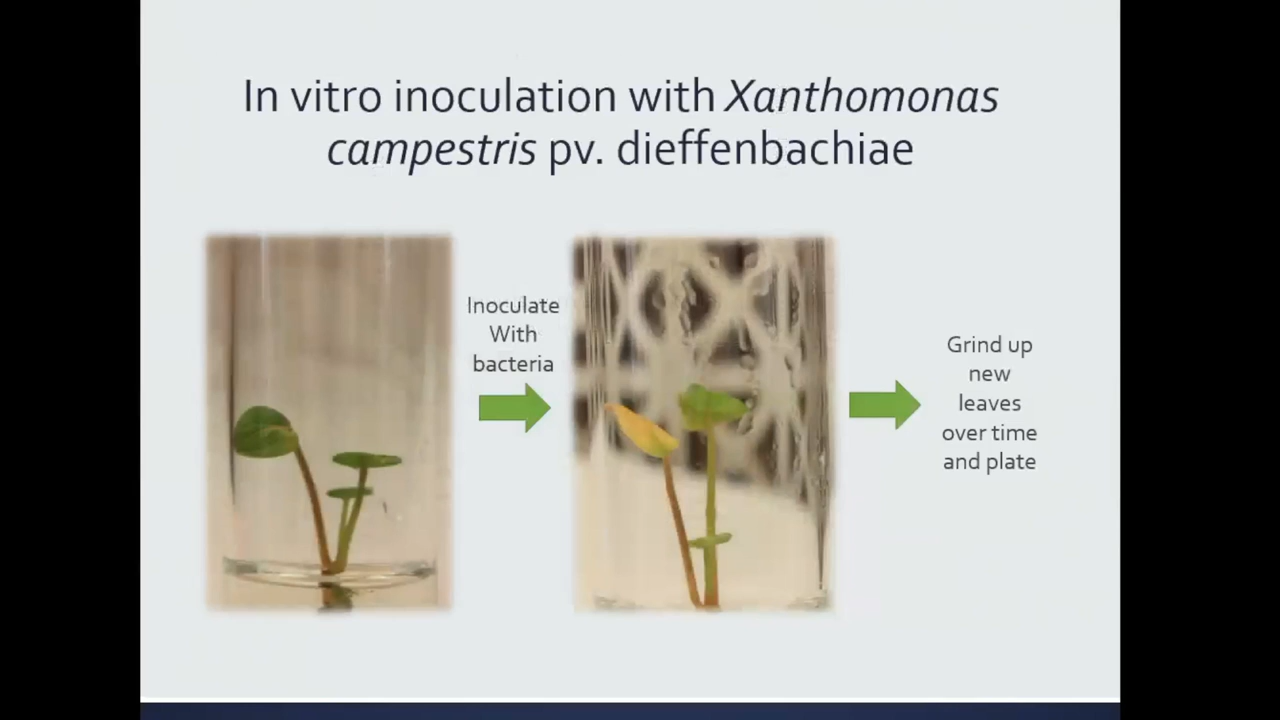 In vitro inoculation with Xanthomonas
campestris pv. dieffenbachiae
Inoculate
With
bacteria
Grind up
new
leaves
over time
and plate